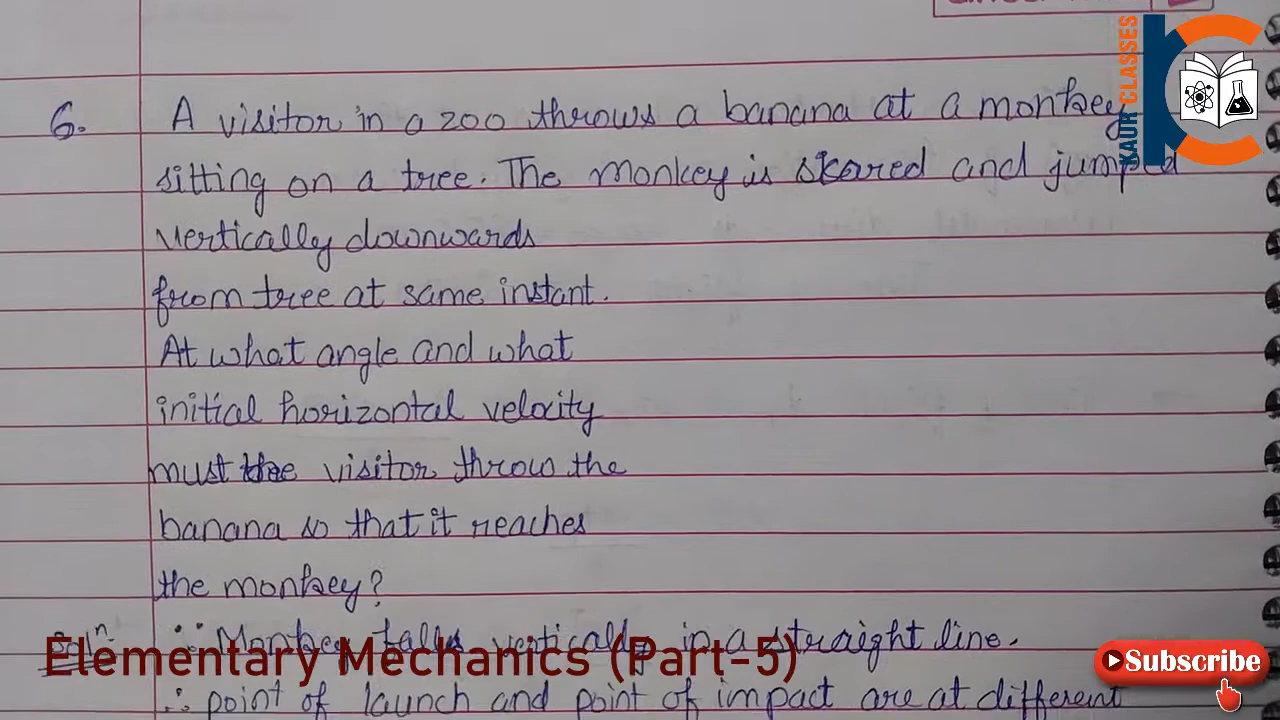 KAUR CLASSES
6. A visitor in a zoo throws a banana at a monkey
sitting on a tree. The monkey is scared and jumped
vertically downwards
from tree at same instant.
At what angle and what
initial horizontal velocity
must the visitor throw the
banana so that it reaches
the monkey?
Soln ∵ Monkey falls vertically in a straight line.
Elementary Mechanics (Part-5)
Subscribe
∴ point of launch and point of impact are at different